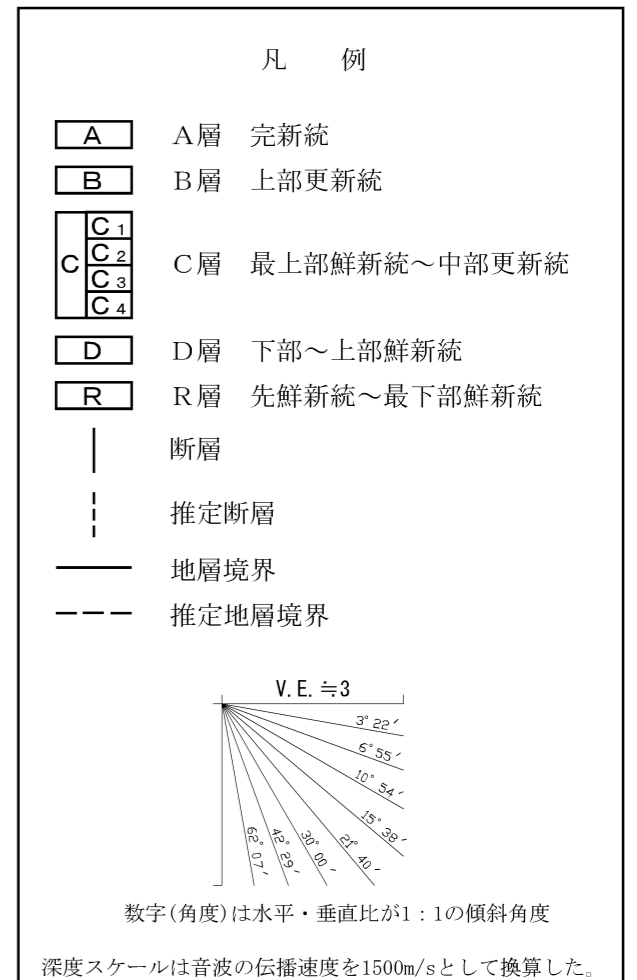 凡　例
A　Ａ層　完新統
B　Ｂ層　上部更新統
C　C1　C2　C3　C4　Ｃ層　最上部鮮新統～中部更新統
D　Ｄ層　下部～上部鮮新統
R　Ｒ層　先鮮新統～最下部鮮新統
断層
推定断層
地層境界
推定地層境界
V.E.≒3
3°22′
6°55′
10°54′
15°38′
21°40′
30°00′
42°29′
62°07′
数字(角度)は水平・垂直比が1：1の傾斜角度
深度スケールは音波の伝播速度を1500m/sとして換算した。